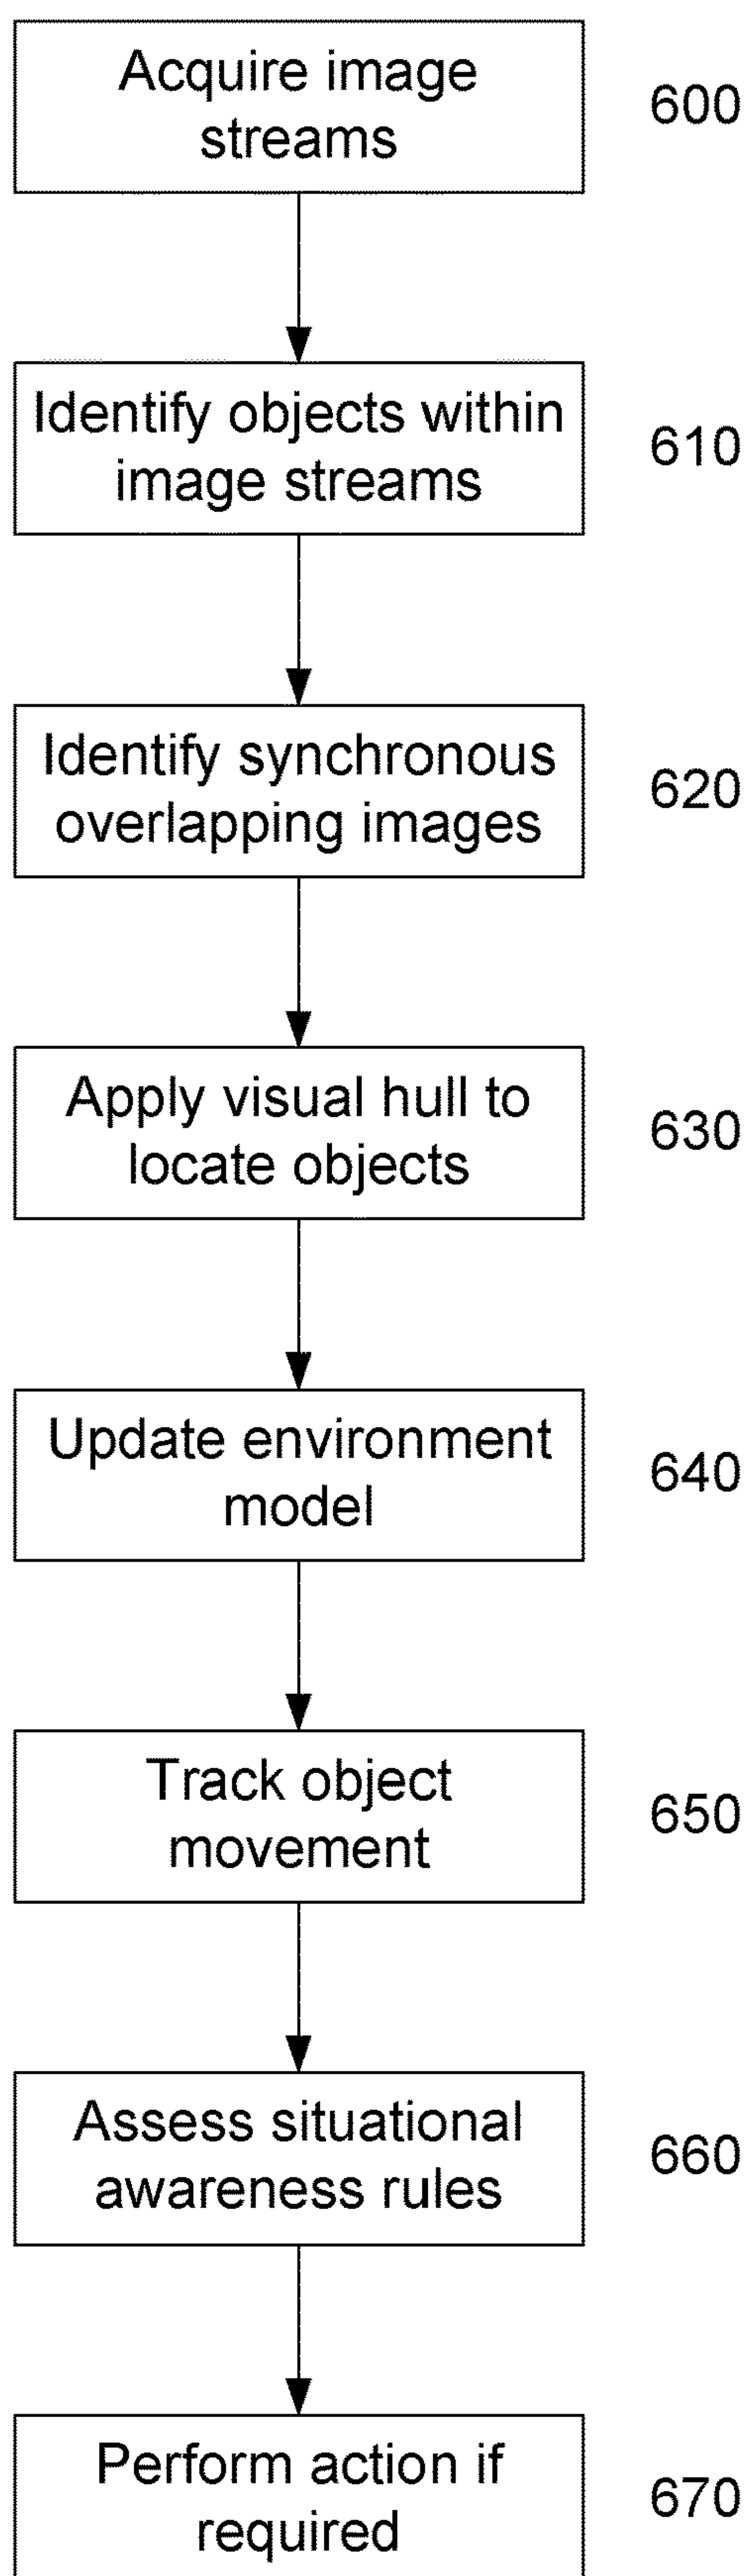 Acquire image
streams
600
Identify objects within
image streams
610
Identify synchronous
overlapping images
620
Apply visual hull to
locate objects
630
Update environment
model
640
Track object
movement
650
Assess situational
awareness rules
660
Perform action if
required
670